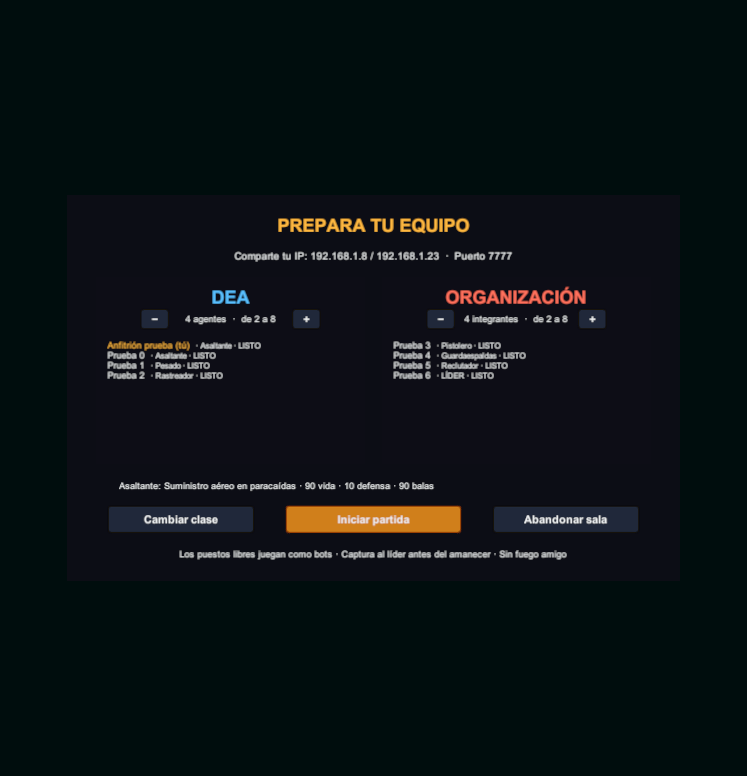 PREPARA TU EQUIPO
Comparte tu IP: 192.168.1.8 / 192.168.1.23 · Puerto 7777
DEA
− 4 agentes · de 2 a 8 +
Anfitrión prueba (tú) · Asaltante · LISTO
Prueba 0 · Asaltante · LISTO
Prueba 1 · Pesado · LISTO
Prueba 2 · Rastreador · LISTO
ORGANIZACIÓN
− 4 integrantes · de 2 a 8 +
Prueba 3 · Pistolero · LISTO
Prueba 4 · Guardaespaldas · LISTO
Prueba 5 · Reclutador · LISTO
Prueba 6 · LÍDER · LISTO
Asaltante: Suministro aéreo en paracaídas · 90 vida · 10 defensa · 90 balas
Cambiar clase
Iniciar partida
Abandonar sala
Los puestos libres juegan como bots · Captura al líder antes del amanecer · Sin fuego amigo